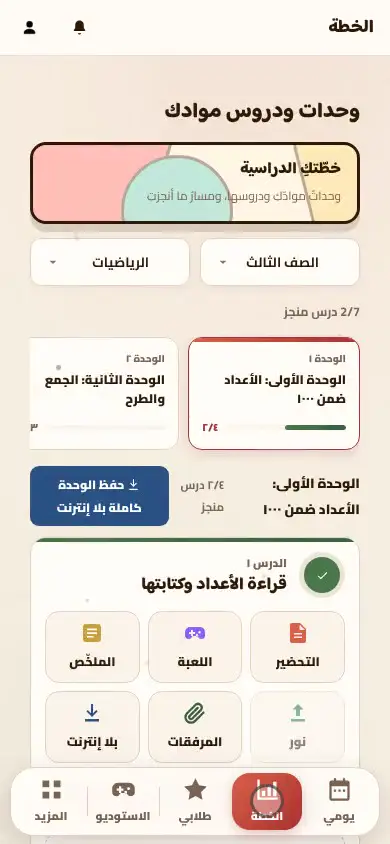 الخطة
وحدات ودروس موادك
خطّتكِ الدراسية
وحداتُ موادّكِ ودروسها، ومسارُ ما أنجزتِ
الصف الثالث
الرياضيات
2/7 درس منجز
الوحدة ١
الوحدة الأولى: الأعداد
ضمن ١٠٠٠
٢/٤
الوحدة ٢
الوحدة الثانية: الجمع
والطرح
٣
الوحدة الأولى:
الأعداد ضمن ١٠٠٠
٢/٤ درس
منجز
حفظ الوحدة
كاملة بلا إنترنت
الدرس ١
قراءة الأعداد وكتابتها
التحضير
اللعبة
الملخّص
نور
المرفقات
بلا إنترنت
يومي
الخطة
طلابي
الاستوديو
المزيد